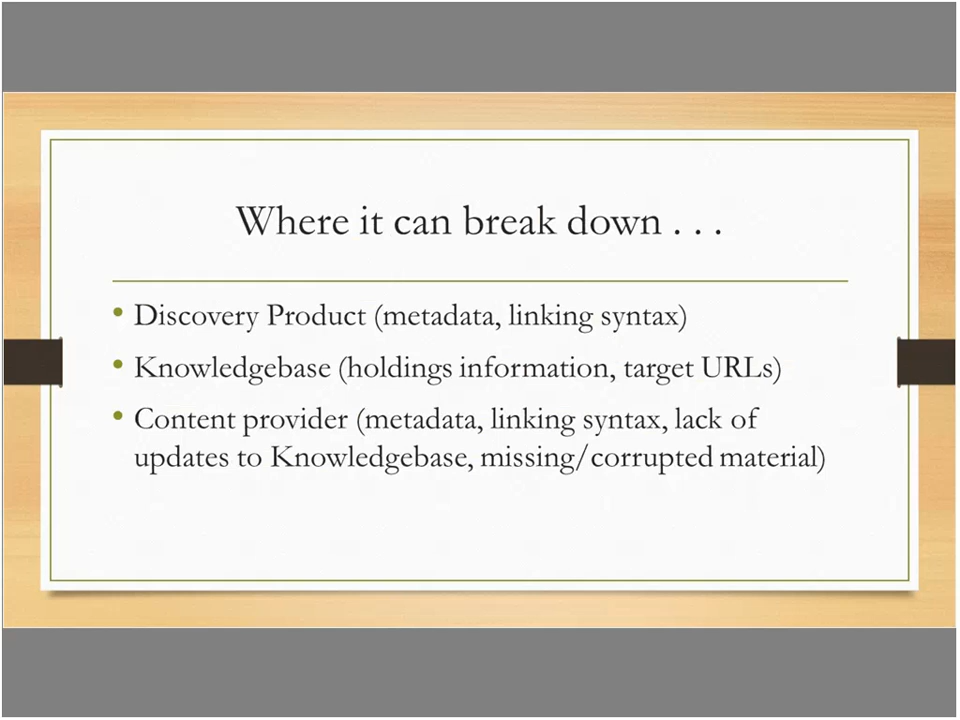 Where it can break down . . .
• Discovery Product (metadata, linking syntax)
• Knowledgebase (holdings information, target URLs)
• Content provider (metadata, linking syntax, lack of
updates to Knowledgebase, missing/corrupted material)